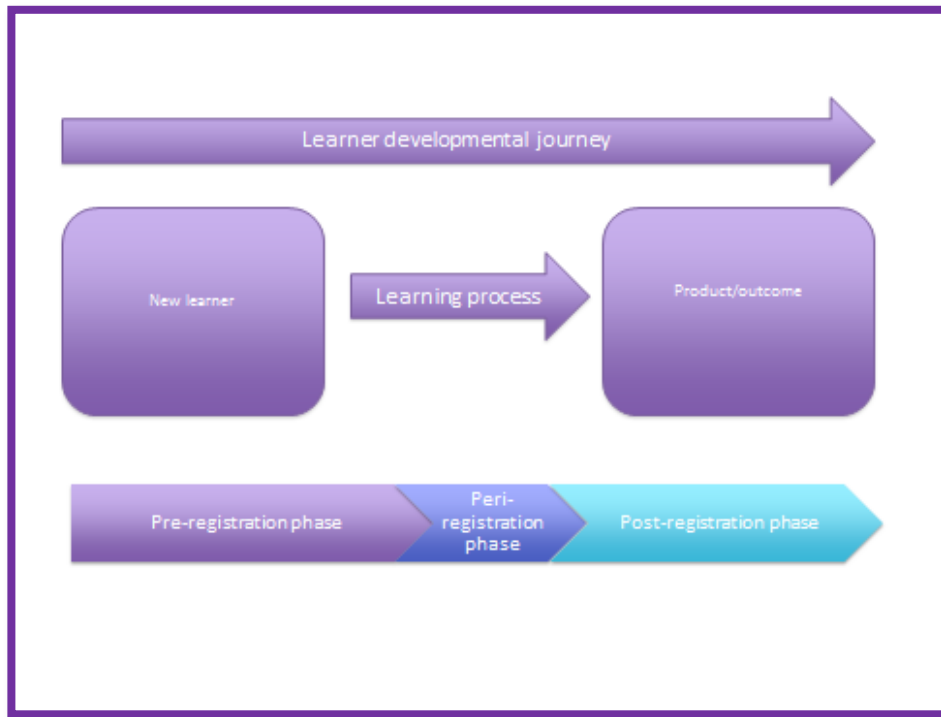 Learner developmental journey
New learner
Learning process
Product/outcome
Pre-registration phase
Peri-
registration
phase
Post-registration phase